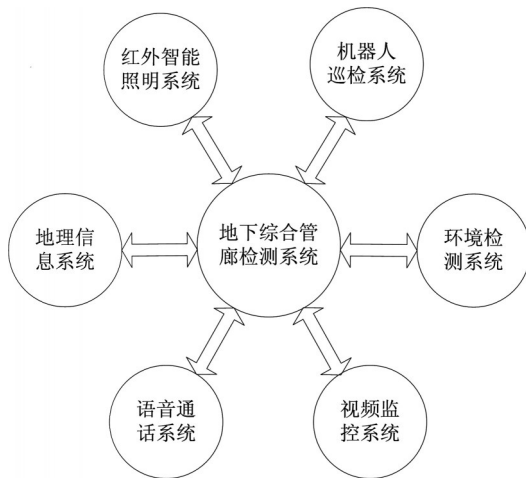 红外智能
照明系统
机器人
巡检系统
地下综合管
廊检测系统
地理信
息系统
环境检
测系统
语音通
话系统
视频监
控系统